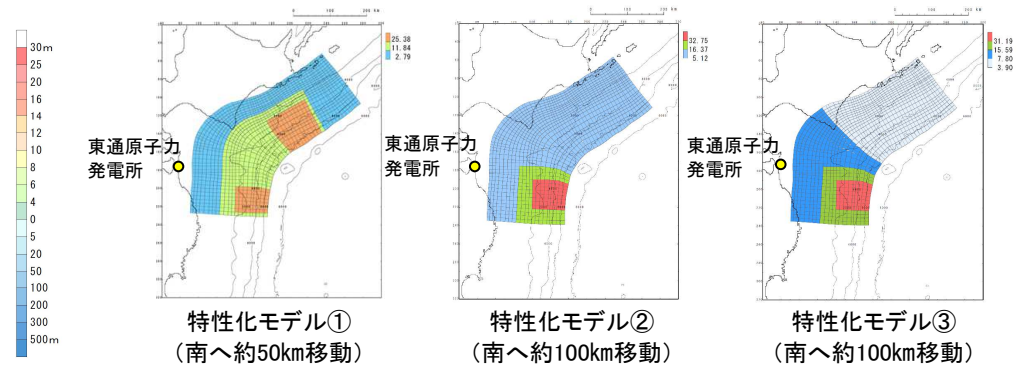 30m
25
20
16
14
12
10
8
6
4
0
5
20
50
100
200
300
500m
0 100 200 km
25.38
11.84
2.79
東通原子力
発電所
特性化モデル①
（南へ約50km移動）
32.75
16.37
5.12
東通原子力
発電所
特性化モデル②
（南へ約100km移動）
31.19
15.59
7.80
3.90
東通原子力
発電所
特性化モデル③
（南へ約100km移動）